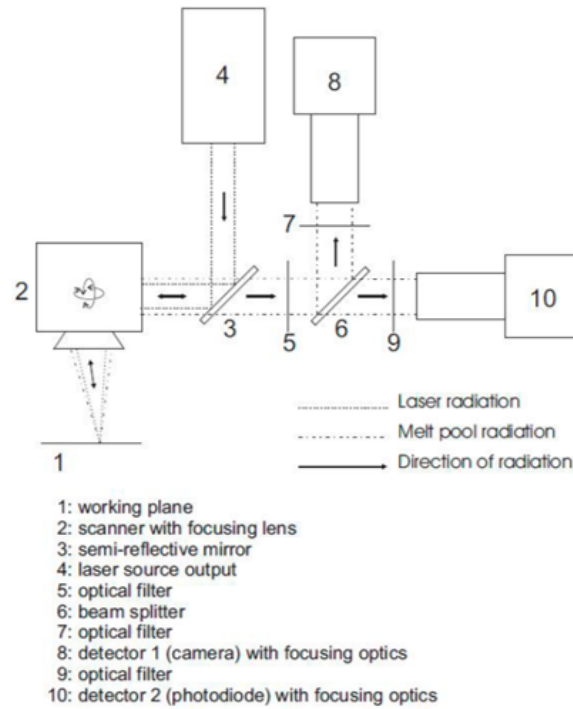 4
8
7
2
3
5
6
9
10
1
Laser radiation
Melt pool radiation
Direction of radiation
1: working plane
2: scanner with focusing lens
3: semi-reflective mirror
4: laser source output
5: optical filter
6: beam splitter
7: optical filter
8: detector 1 (camera) with focusing optics
9: optical filter
10: detector 2 (photodiode) with focusing optics